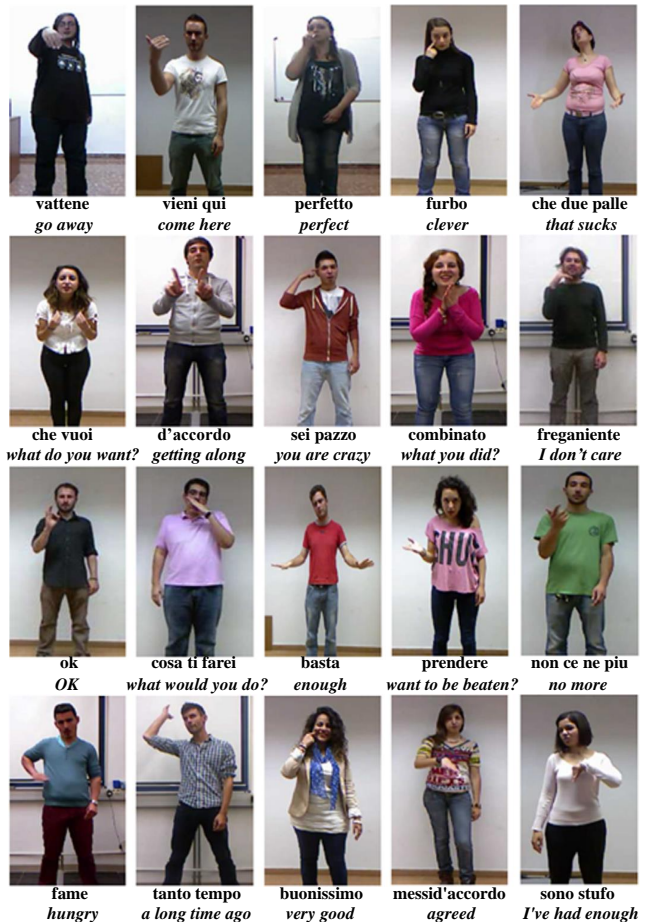 vattene
go away
vieni qui
come here
perfetto
perfect
furbo
clever
che due palle
that sucks
che vuoi
what do you want?
d’accordo
getting along
sei pazzo
you are crazy
combinato
what you did?
freganiente
I don’t care
ok
OK
cosa ti farei
what would you do?
basta
enough
prendere
want to be beaten?
non ce ne piu
no more
fame
hungry
tanto tempo
a long time ago
buonissimo
very good
messid'accordo
agreed
sono stufo
I've had enough